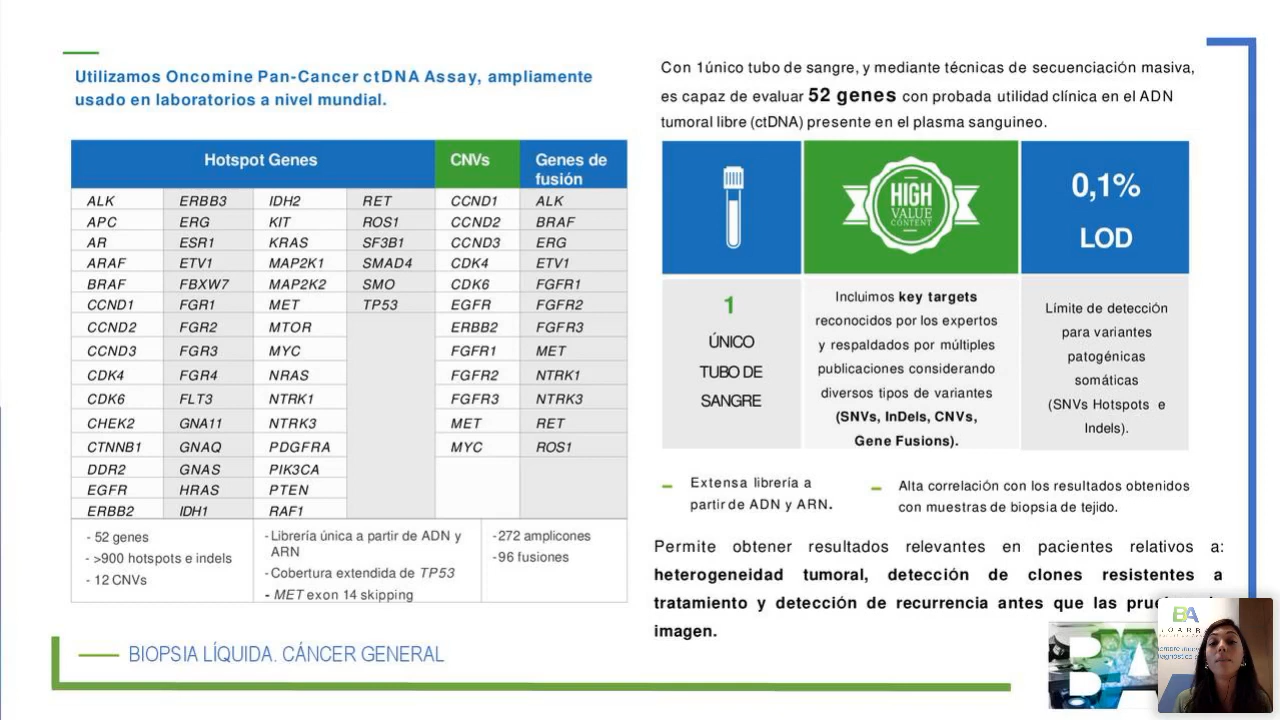 Utilizamos Oncomine Pan-Cancer ctDNA Assay, ampliamente
usado en laboratorios a nivel mundial.
Hotspot Genes CNVs Genes de fusión
ALK ERBB3 IDH2 RET CCND1 ALK
APC ERG KIT ROS1 CCND2 BRAF
AR ESR1 KRAS SF3B1 CCND3 ERG
ARAF ETV1 MAP2K1 SMAD4 CDK4 ETV1
BRAF FBXW7 MAP2K2 SMO CDK6 FGFR1
CCND1 FGR1 MET TP53 EGFR FGFR2
CCND2 FGR2 MTOR ERBB2 FGFR3
CCND3 FGR3 MYC FGFR1 MET
CDK4 FGR4 NRAS FGFR2 NTRK1
CDK6 FLT3 NTRK1 FGFR3 NTRK3
CHEK2 GNA11 NTRK3 MET RET
CTNNB1 GNAQ PDGFRA MYC ROS1
DDR2 GNAS PIK3CA
EGFR HRAS PTEN
ERBB2 IDH1 RAF1
- 52 genes
- >900 hotspots e indels
- 12 CNVs
- Librería única a partir de ADN y
ARN
- Cobertura extendida de TP53
- MET exon 14 skipping
-272 amplicones
-96 fusiones
Con 1único tubo de sangre, y mediante técnicas de secuenciación masiva,
es capaz de evaluar 52 genes con probada utilidad clínica en el ADN
tumoral libre (ctDNA) presente en el plasma sanguineo.
HIGH
VALUE
CONTENT
0,1%
LOD
1
ÚNICO
TUBO DE
SANGRE
Incluimos key targets
reconocidos por los expertos
y respaldados por múltiples
publicaciones considerando
diversos tipos de variantes
(SNVs, InDels, CNVs,
Gene Fusions).
Límite de detección
para variantes
patogénicas
somáticas
(SNVs Hotspots e
Indels).
Extensa librería a
partir de ADN y ARN.
Alta correlación con los resultados obtenidos
con muestras de biopsia de tejido.
Permite obtener resultados relevantes en pacientes relativos a:
heterogeneidad tumoral, detección de clones resistentes a
tratamiento y detección de recurrencia antes que las
imagen.
BIOPSIA LÍQUIDA. CÁNCER GENERAL
BA
BA